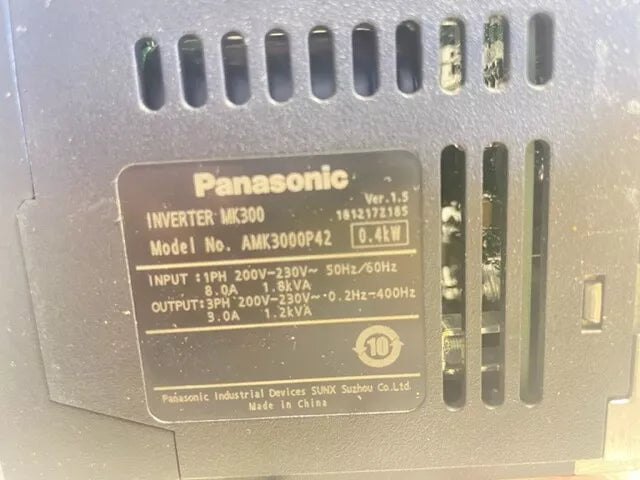 Panasonic
Ver.1.5
INVERTER MK300 181217Z185
Model No. AMK3000P42 0.4kW
INPUT :1PH 200V-230V~ 50Hz/60Hz
8.0A 1.8kVA
OUTPUT:3PH 200V-230V~ 0.2Hz-400Hz
3.0A 1.2kVA
10
Panasonic Industrial Devices SUNX Suzhou Co.,Ltd.
Made in China